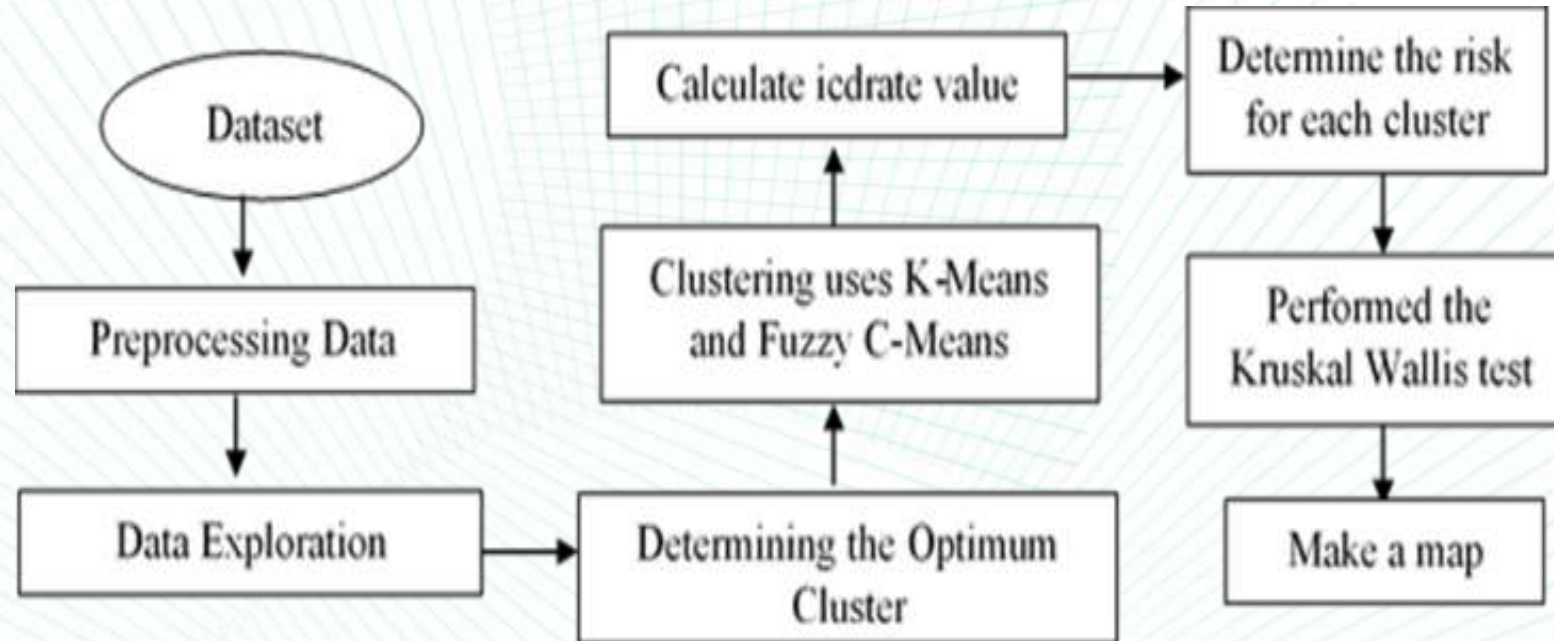 Dataset
Preprocessing Data
Data Exploration
Determining the Optimum
Cluster
Clustering uses K-Means
and Fuzzy C-Means
Calculate icdrate value
Determine the risk
for each cluster
Performed the
Kruskal Wallis test
Make a map